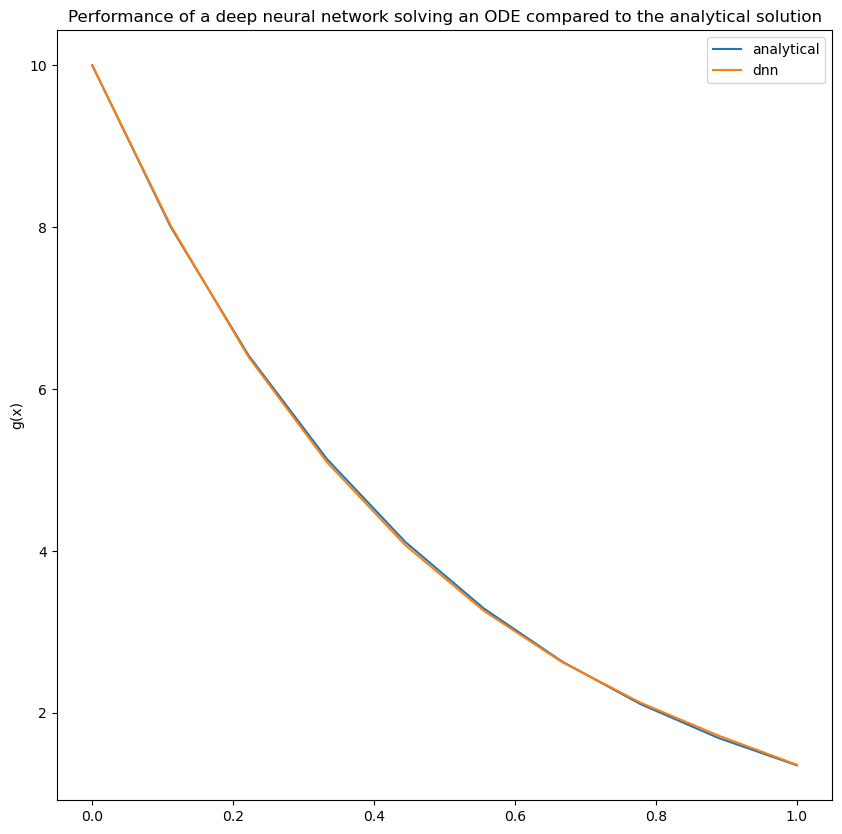 Performance of a deep neural network solving an ODE compared to the analytical solution
analytical
dnn
10
8
6
4
2
g(x)
0.0 0.2 0.4 0.6 0.8 1.0